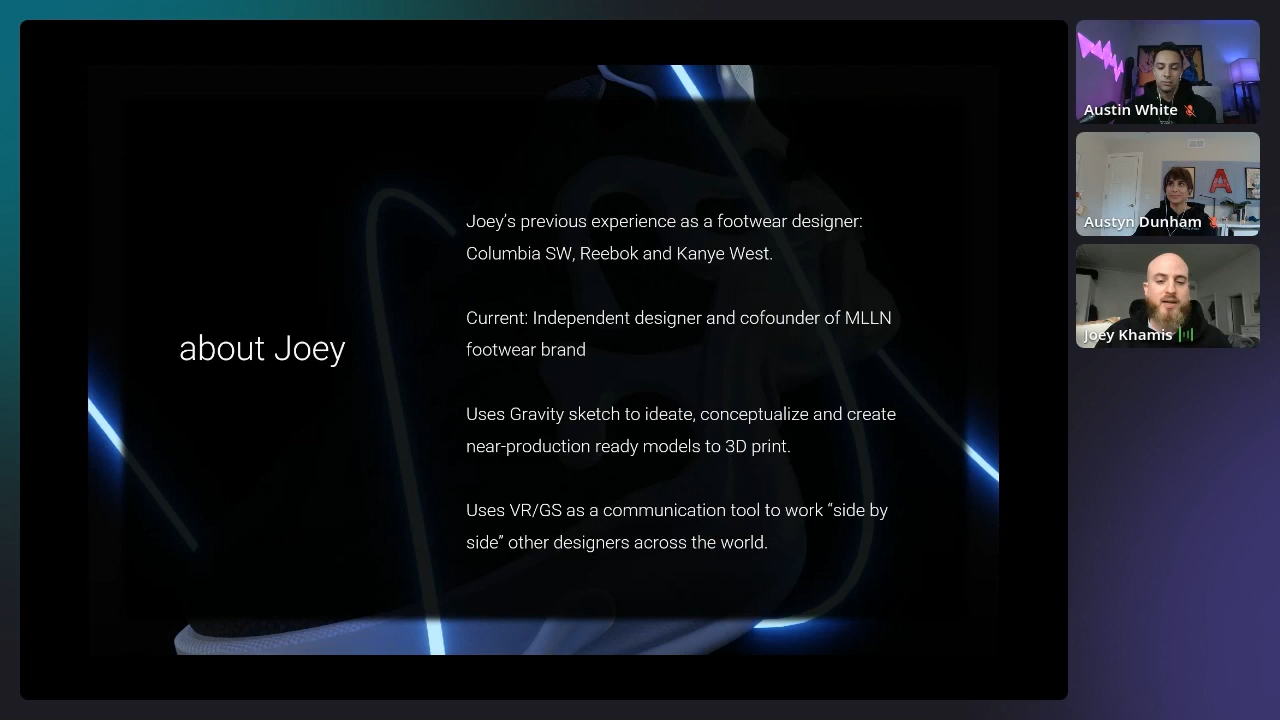 about Joey
Joey's previous experience as a footwear designer:
Columbia SW, Reebok and Kanye West.
Current: Independent designer and cofounder of MLLN
footwear brand
Uses Gravity sketch to ideate, conceptualize and create
near-production ready models to 3D print.
Uses VR/GS as a communication tool to work “side by
side” other designers across the world.
Austin White
A
Austyn Dunham
Joey Khamis